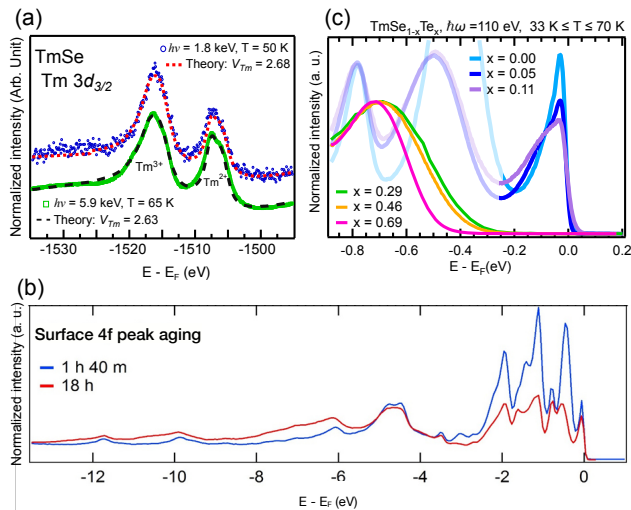 (a)
TmSe
Tm 3d3/2
hν = 1.8 keV, T = 50 K
Theory: VTm = 2.68
Tm3+
Tm2+
hν = 5.9 keV, T = 65 K
Theory: VTm = 2.63
Normalized intensity (Arb. Unit)
-1530 -1520 -1510 -1500
E - EF (eV)
(c)
TmSe1-xTex, ħω =110 eV, 33 K ≤ T ≤ 70 K
x = 0.00
x = 0.05
x = 0.11
x = 0.29
x = 0.46
x = 0.69
Normalized intensity (a. u.)
-0.8 -0.6 -0.4 -0.2 0.0 0.2
E - EF(eV)
(b)
Surface 4f peak aging
1 h 40 m
18 h
Normalized intensity (a. u.)
-12 -10 -8 -6 -4 -2 0
E - EF (eV)